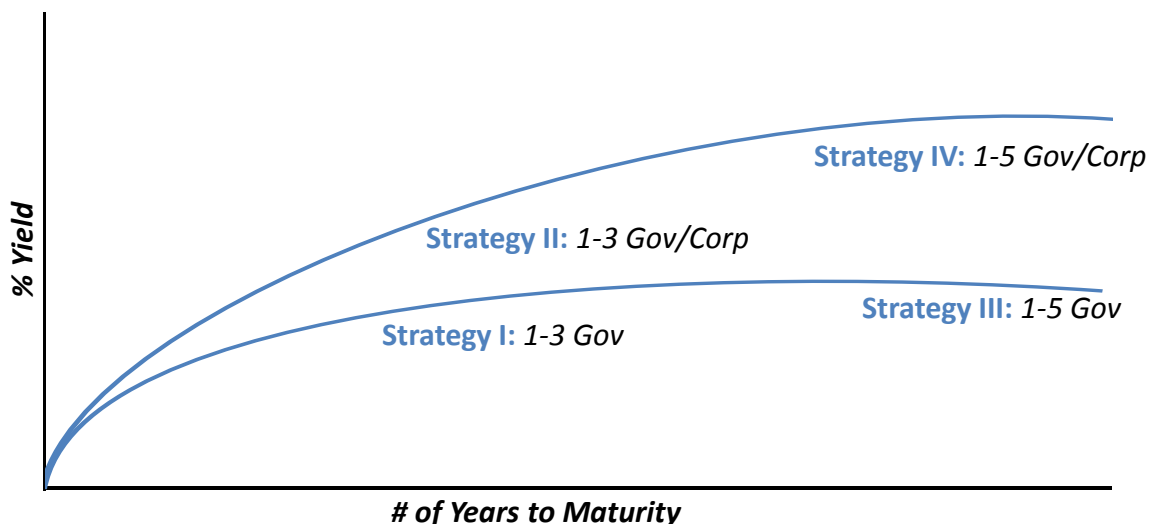 Strategy IV: 1-5 Gov/Corp
% Yield
Strategy II: 1-3 Gov/Corp
Strategy III: 1-5 Gov
Strategy I: 1-3 Gov
# of Years to Maturity